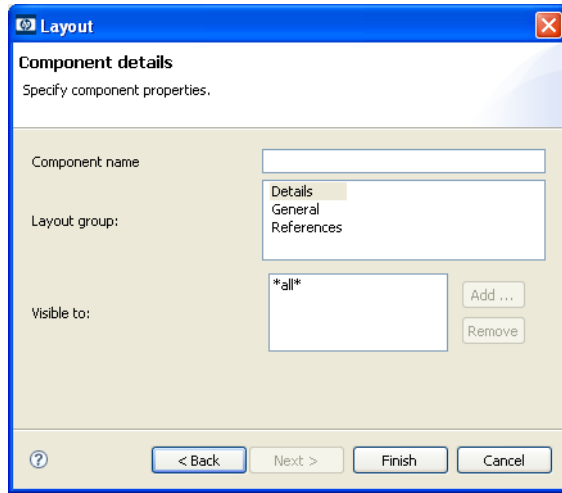 Layout
Component details
Specify component properties.
Component name
Layout group:
Details
General
References
Visible to:
*all*
Add ...
Remove
< Back
Next >
Finish
Cancel